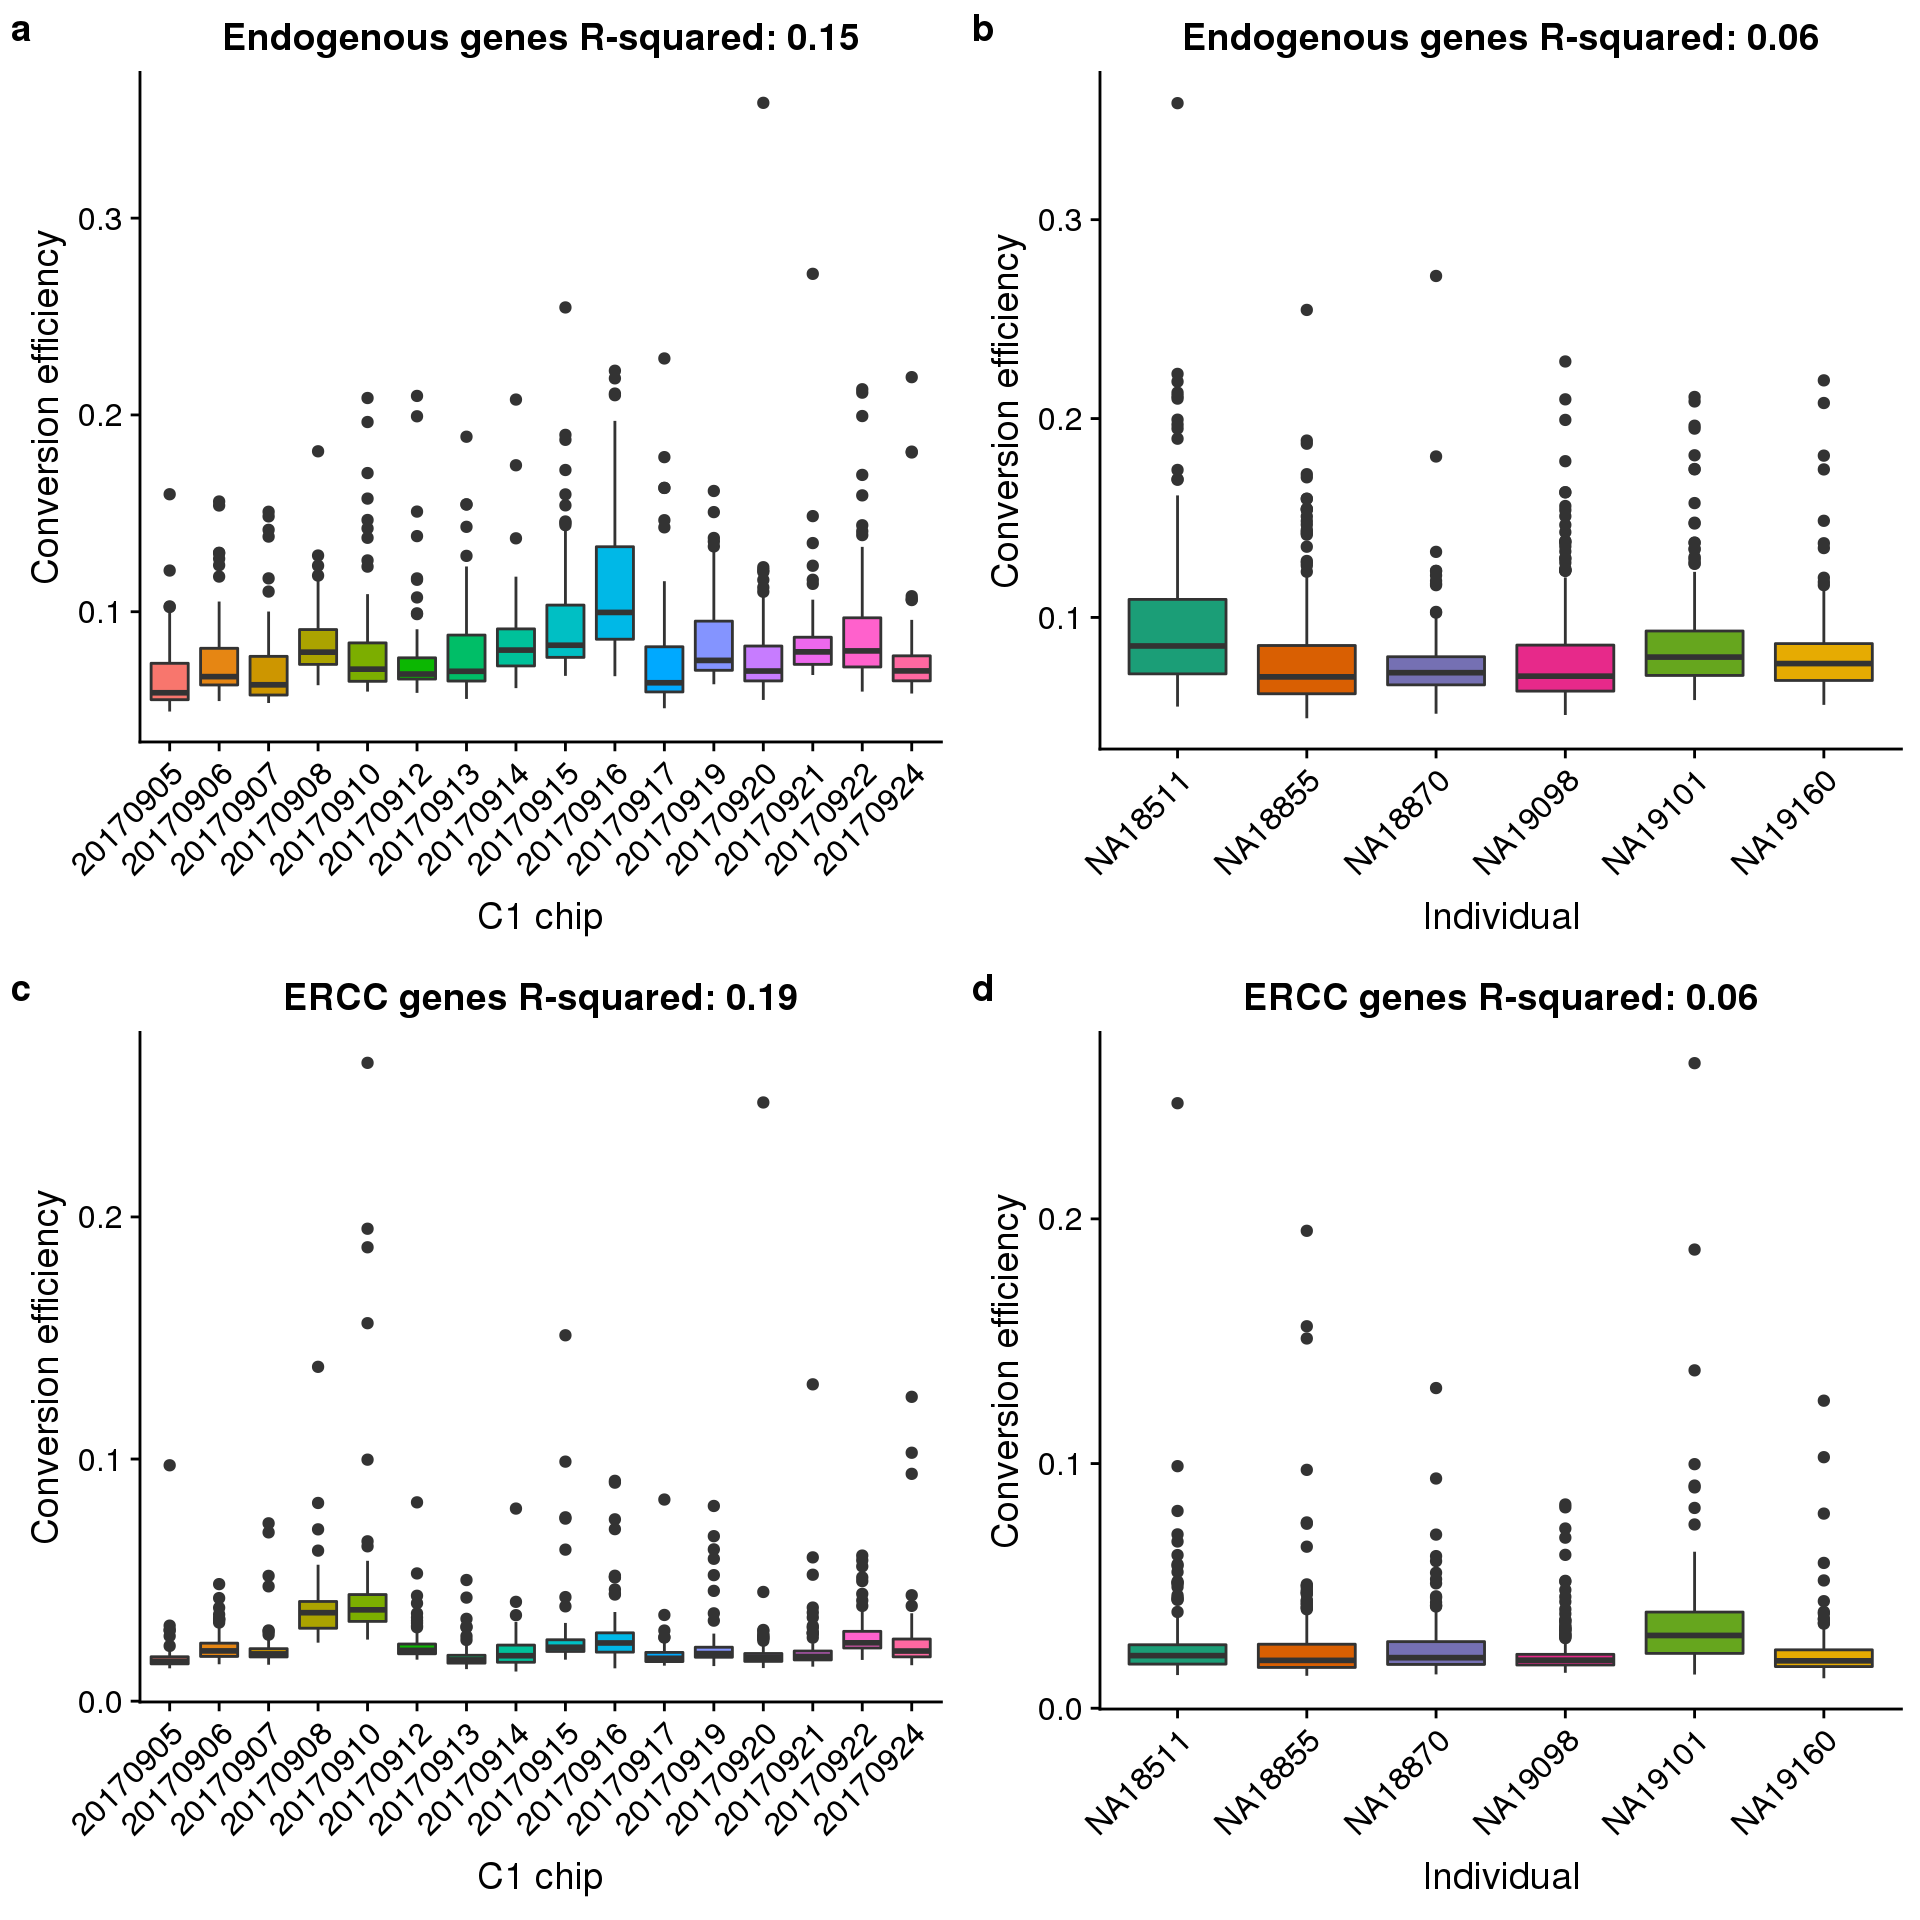 a
Endogenous genes R-squared: 0.15
Conversion efficiency
0.3
0.2
0.1
20170905
20170906
20170907
20170908
20170910
20170912
20170913
20170914
20170915
20170916
20170917
20170919
20170920
20170921
20170922
20170924
C1 chip
b
Endogenous genes R-squared: 0.06
Conversion efficiency
0.3
0.2
0.1
NA18511
NA18855
NA18870
NA19098
NA19101
NA19160
Individual
c
ERCC genes R-squared: 0.19
Conversion efficiency
0.2
0.1
0.0
20170905
20170906
20170907
20170908
20170910
20170912
20170913
20170914
20170915
20170916
20170917
20170919
20170920
20170921
20170922
20170924
C1 chip
d
ERCC genes R-squared: 0.06
Conversion efficiency
0.2
0.1
0.0
NA18511
NA18855
NA18870
NA19098
NA19101
NA19160
Individual